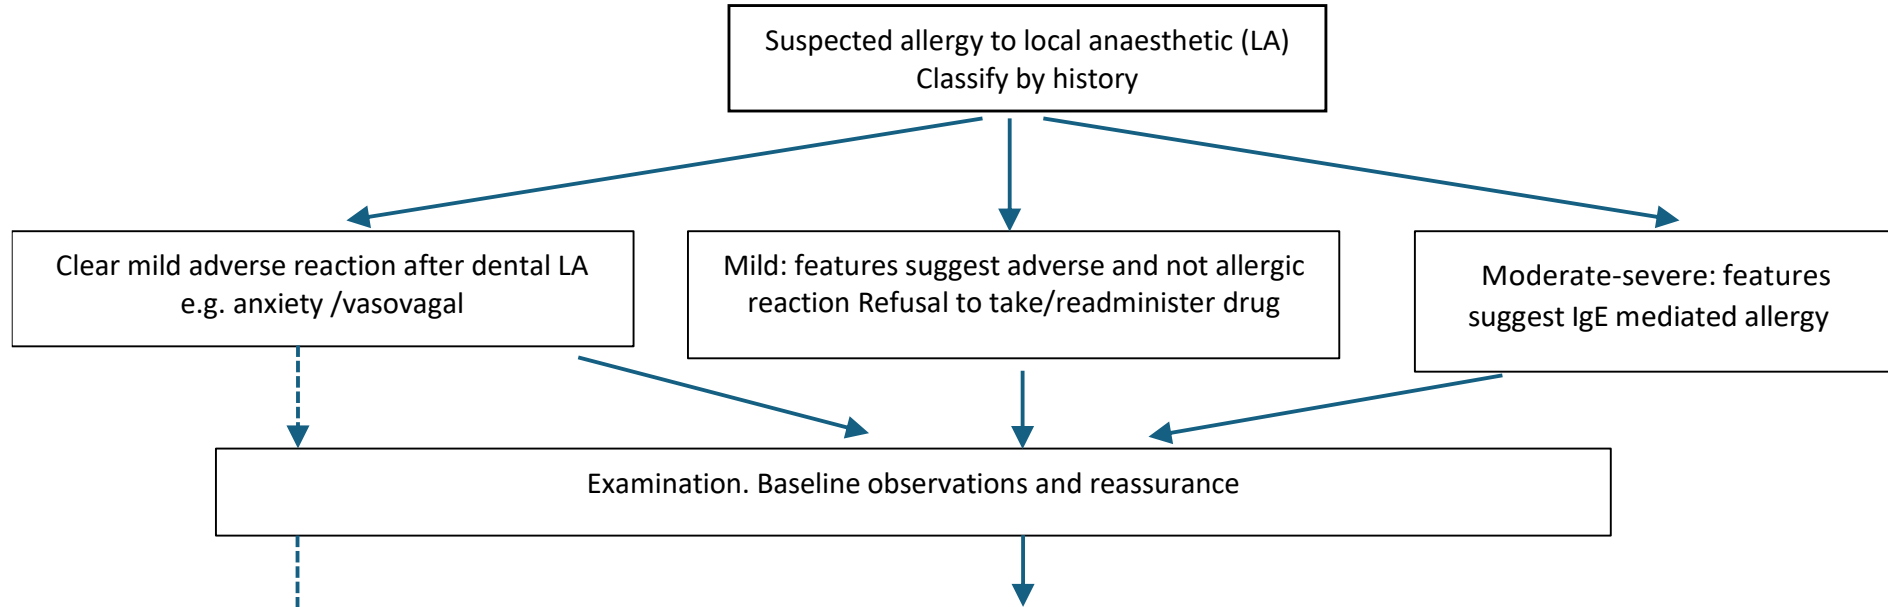 Suspected allergy to local anaesthetic (LA)
Classify by history
Clear mild adverse reaction after dental LA
e.g. anxiety /vasovagal
Mild: features suggest adverse and not allergic
reaction Refusal to take/readminister drug
Moderate-severe: features
suggest IgE mediated allergy
Examination. Baseline observations and reassurance